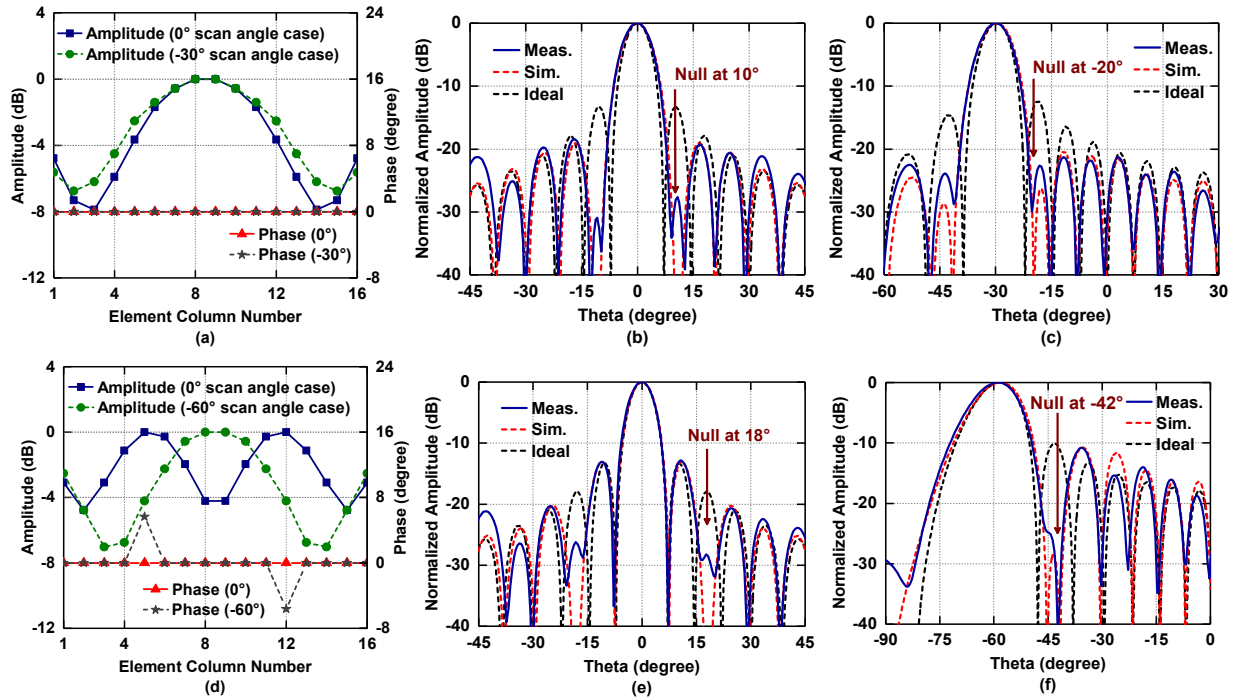 4
0
-4
-8
-12
Amplitude (dB)
Amplitude (0° scan angle case)
Amplitude (-30° scan angle case)
Phase (0°)
Phase (-30°)
24
16
8
0
-8
Phase (degree)
1
4
8
12
16
Element Column Number
(a)
0
-10
-20
-30
-40
Normalized Amplitude (dB)
Meas.
Sim.
Ideal
Null at 10°
-45
-30
-15
0
15
30
45
Theta (degree)
(b)
0
-10
-20
-30
-40
Normalized Amplitude (dB)
Null at -20°
Meas.
Sim.
Ideal
-60
-45
-30
-15
0
15
30
Theta (degree)
(c)
4
0
-4
-8
-12
Amplitude (dB)
Amplitude (0° scan angle case)
Amplitude (-60° scan angle case)
Phase (0°)
Phase (-60°)
24
16
8
0
-8
Phase (degree)
1
4
8
12
16
Element Column Number
(d)
0
-10
-20
-30
-40
Normalized Amplitude (dB)
Meas.
Sim.
Ideal
Null at 18°
-45
-30
-15
0
15
30
45
Theta (degree)
(e)
0
-10
-20
-30
-40
Normalized Amplitude (dB)
Null at -42°
Meas.
Sim.
Ideal
-90
-75
-60
-45
-30
-15
0
Theta (degree)
(f)